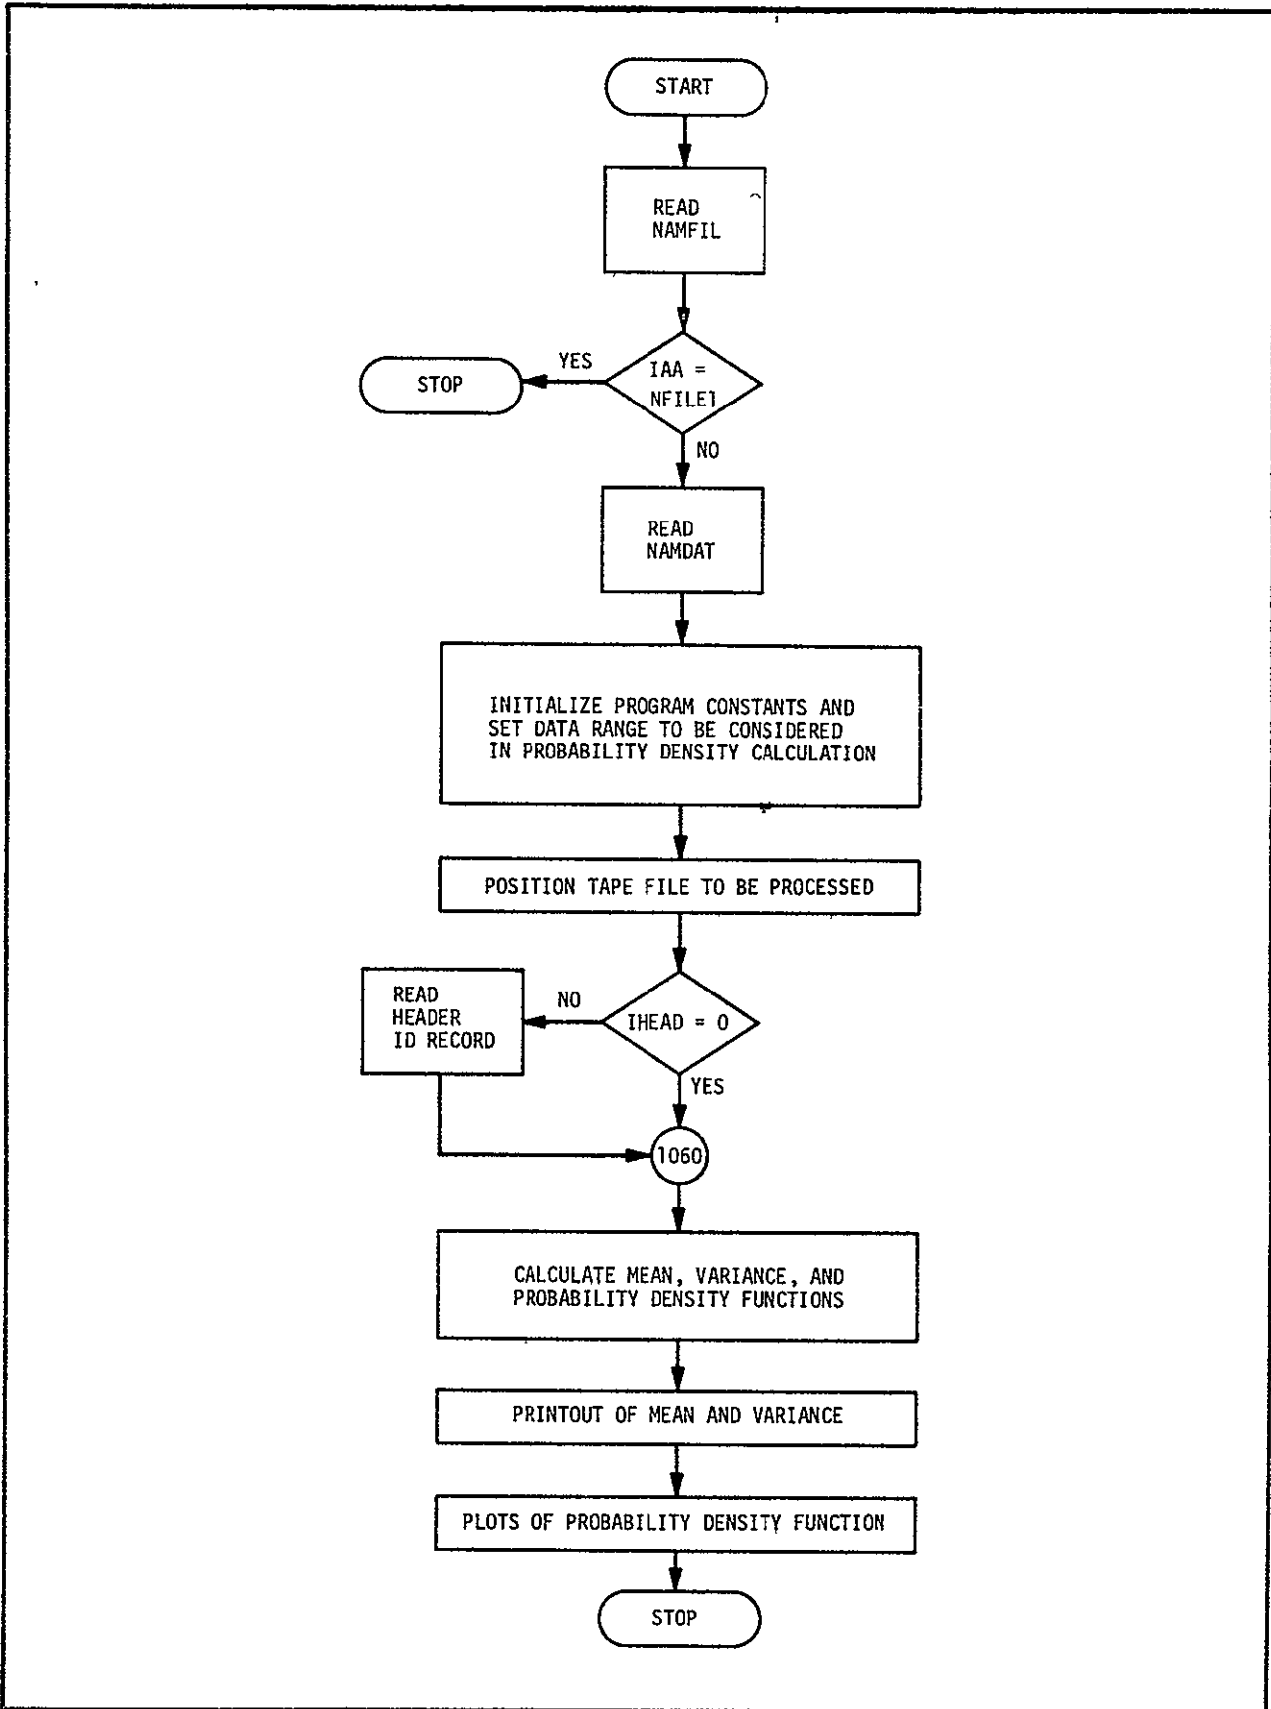 START
READ
NAMFIL
IAA =
NFILE1
YES
STOP
NO
READ
NAMDAT
INITIALIZE PROGRAM CONSTANTS AND
SET DATA RANGE TO BE CONSIDERED
IN PROBABILITY DENSITY CALCULATION
POSITION TAPE FILE TO BE PROCESSED
IHEAD = 0
NO
READ
HEADER
ID RECORD
YES
1060
CALCULATE MEAN, VARIANCE, AND
PROBABILITY DENSITY FUNCTIONS
PRINTOUT OF MEAN AND VARIANCE
PLOTS OF PROBABILITY DENSITY FUNCTION
STOP